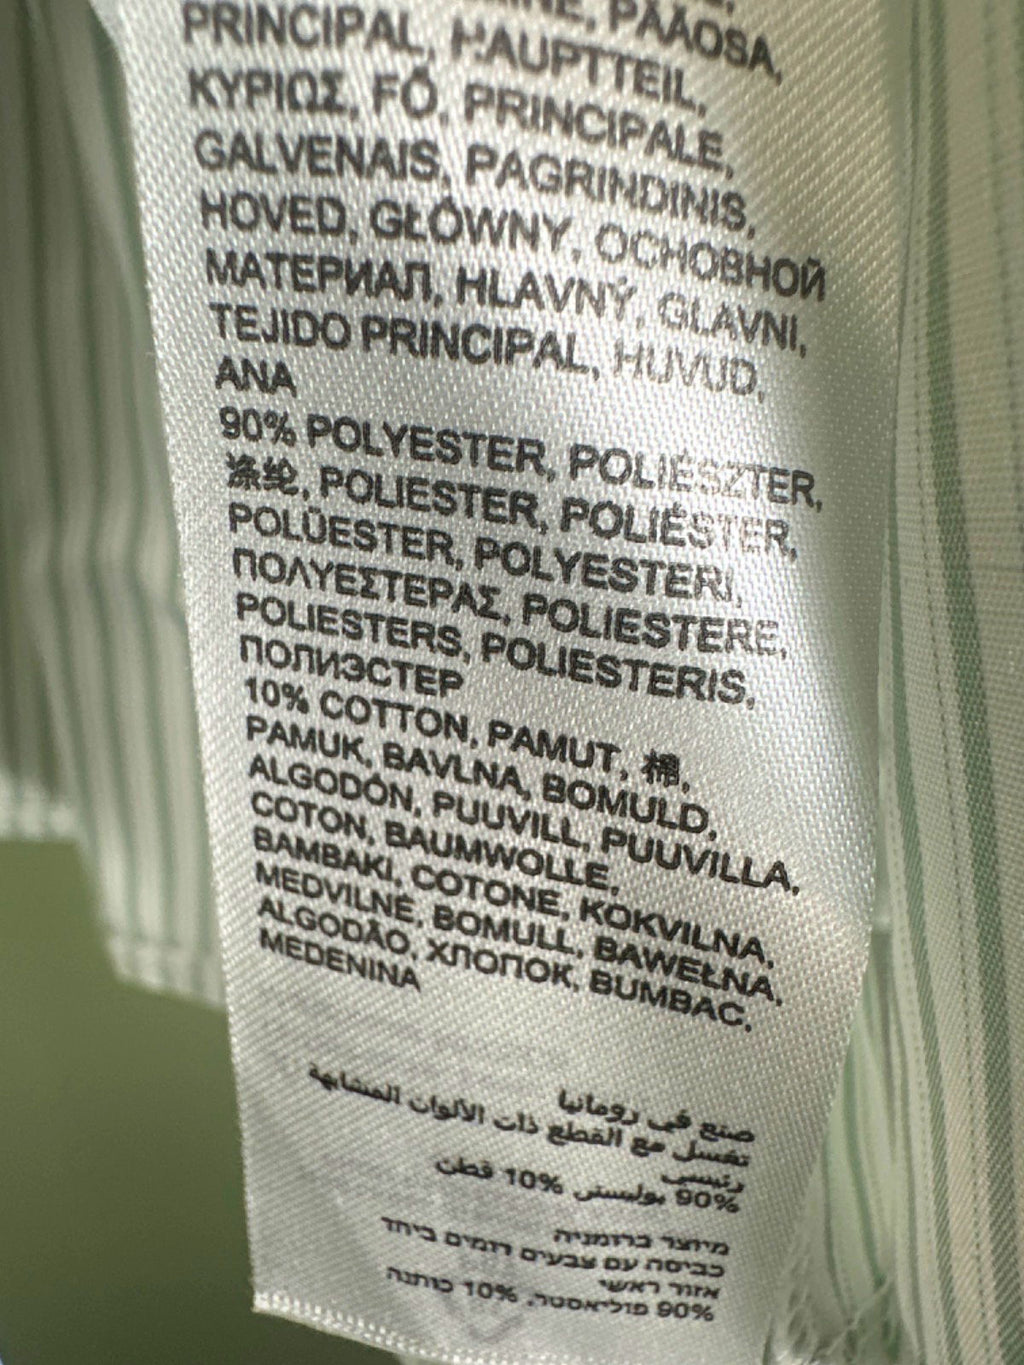 PÄÄOSA,
PRINCIPAL, HAUPTTEIL,
ΚΥΡΙΩΣ, FŐ, PRINCIPALE,
GALVENAIS, PAGRINDINIS,
HOVED, GŁÓWNY, ОСНОВНОЙ
МАТЕРИАЛ, HLAVNÝ, GLAVNI,
TEJIDO PRINCIPAL, HUVUD,
ANA
90% POLYESTER, POLIÉSZTER,
涤纶, POLIESTER, POLIÉSTER,
POLÜESTER, POLYESTERI,
ΠΟΛΥΕΣΤΕΡΑΣ, POLIESTERE,
POLIESTERS, POLIESTERIS,
ПОЛИЭСТЕР
10% COTTON, PAMUT, 棉,
PAMUK, BAVLNA, BOMULD,
ALGODÓN, PUUVILL, PUUVILLA,
COTON, BAUMWOLLE,
BAMBAKI, COTONE, KOKVILNA,
MEDVILNĖ, BOMULL, BAWEŁNA,
ALGODÃO, ХЛОПОК, BUMBAC,
MEDENINA
صنع في رومانيا
تغسل مع القطع ذات الألوان المشابهة
رئيسي
90% بوليستر 10% قطن
מיוצר ברומניה
כביסה עם צבעים דומים ביחד
אזור ראשי
90% פוליאסטר, 10% כותנה